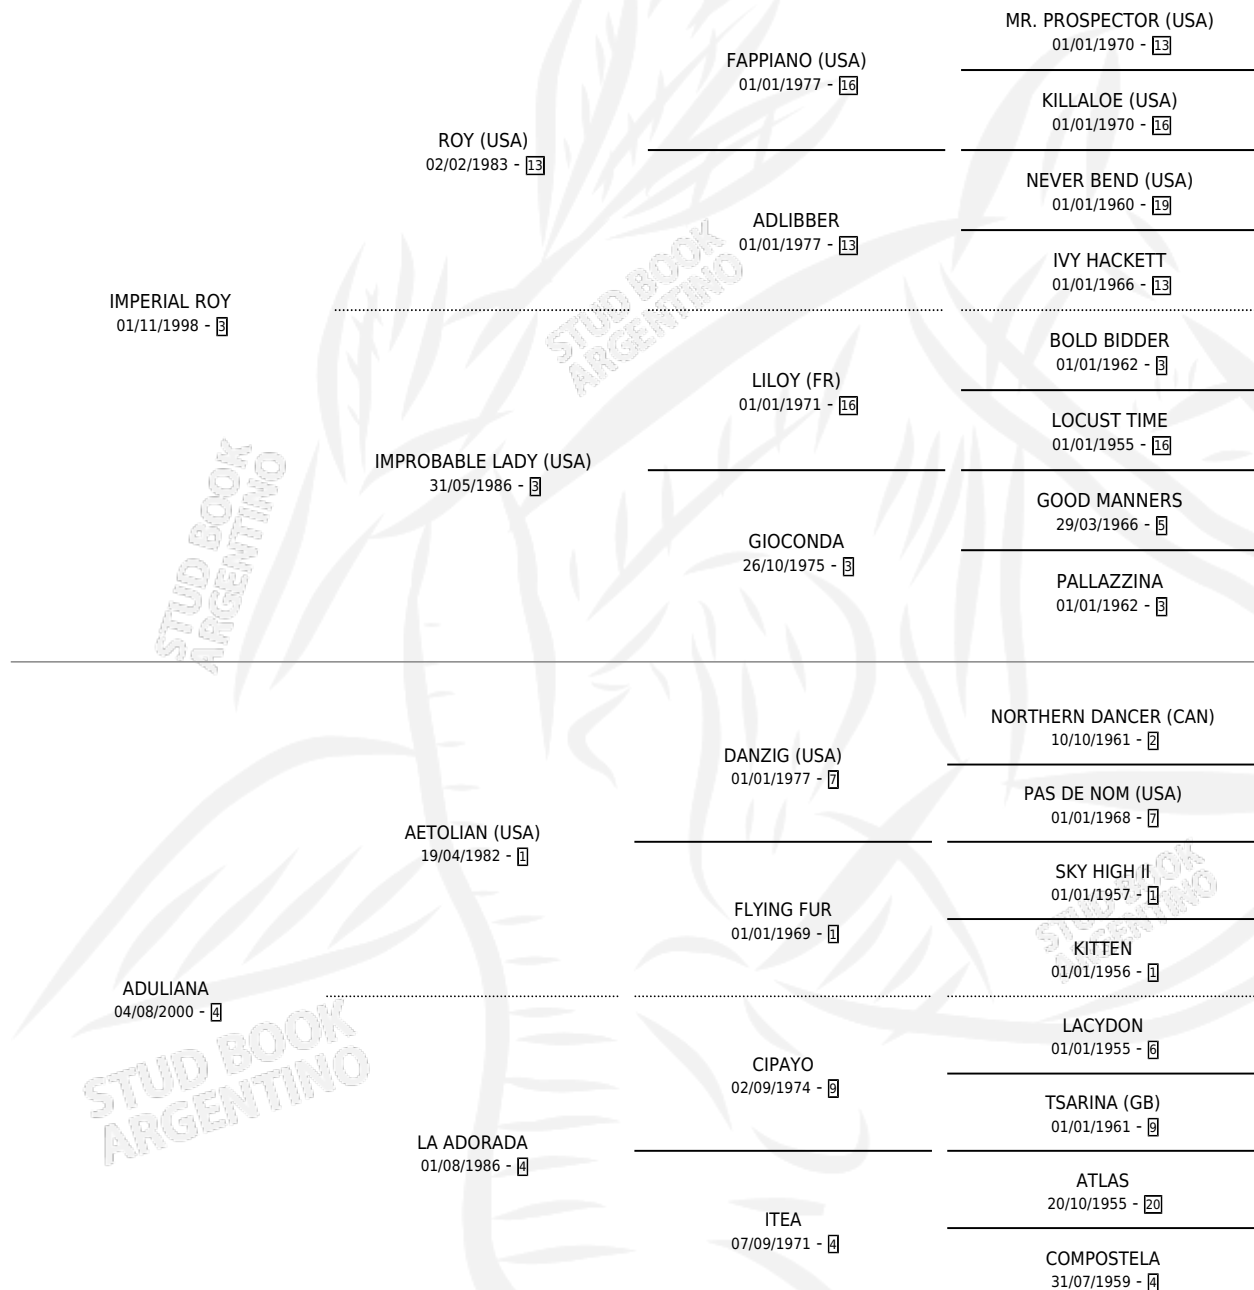 MR. PROSPECTOR (USA)
01/01/1970 - 13
FAPPIANO (USA)
01/01/1977 - 16
KILLALOE (USA)
01/01/1970 - 16
ROY (USA)
02/02/1983 - 13
NEVER BEND (USA)
01/01/1960 - 19
ADLIBBER
01/01/1977 - 13
IVY HACKETT
01/01/1966 - 13
IMPERIAL ROY
01/11/1998 - 3
BOLD BIDDER
01/01/1962 - 3
LILOY (FR)
01/01/1971 - 16
LOCUST TIME
01/01/1955 - 16
IMPROBABLE LADY (USA)
31/05/1986 - 3
GOOD MANNERS
29/03/1966 - 5
GIOCONDA
26/10/1975 - 3
PALLAZZINA
01/01/1962 - 3
STUD BOOK
ARGENTINO
STUD BOOK
ARGENTINO
NORTHERN DANCER (CAN)
10/10/1961 - 2
DANZIG (USA)
01/01/1977 - 7
PAS DE NOM (USA)
01/01/1968 - 7
AETOLIAN (USA)
19/04/1982 - 1
SKY HIGH II
01/01/1957 - 1
FLYING FUR
01/01/1969 - 1
KITTEN
01/01/1956 - 1
STUD BOOK
ARGENTINO
ADULIANA
04/08/2000 - 4
LACYDON
01/01/1955 - 6
CIPAYO
02/09/1974 - 9
TSARINA (GB)
01/01/1961 - 9
LA ADORADA
01/08/1986 - 4
ATLAS
20/10/1955 - 20
ITEA
07/09/1971 - 4
COMPOSTELA
31/07/1959 - 4
STUD BOOK
ARGENTINO